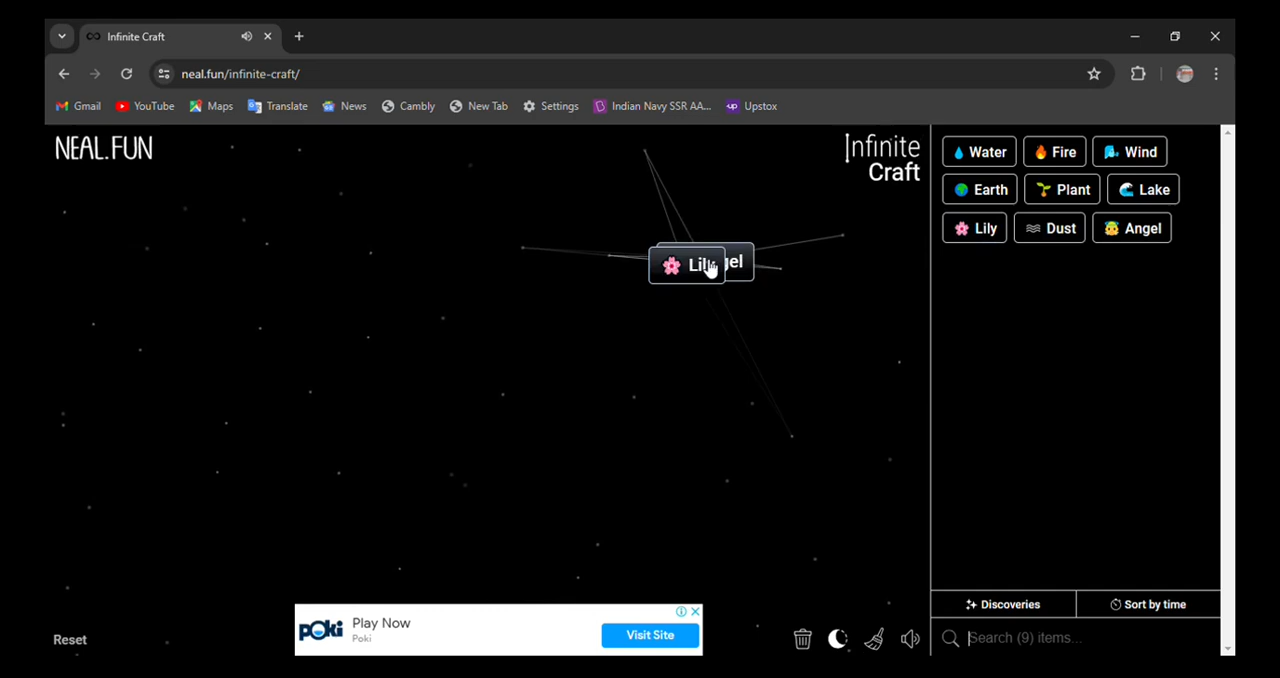 Infinite Craft
neal.fun/infinite-craft/
Gmail YouTube Maps Translate News Cambly New Tab Settings Indian Navy SSR AA... Upstox
NEAL.FUN
Infinite
Craft
Water Fire Wind
Earth Plant Lake
Lily Dust Angel
Lily gel
Discoveries Sort by time
Search (9) items...
Reset
poki
Play Now
Poki
Visit Site